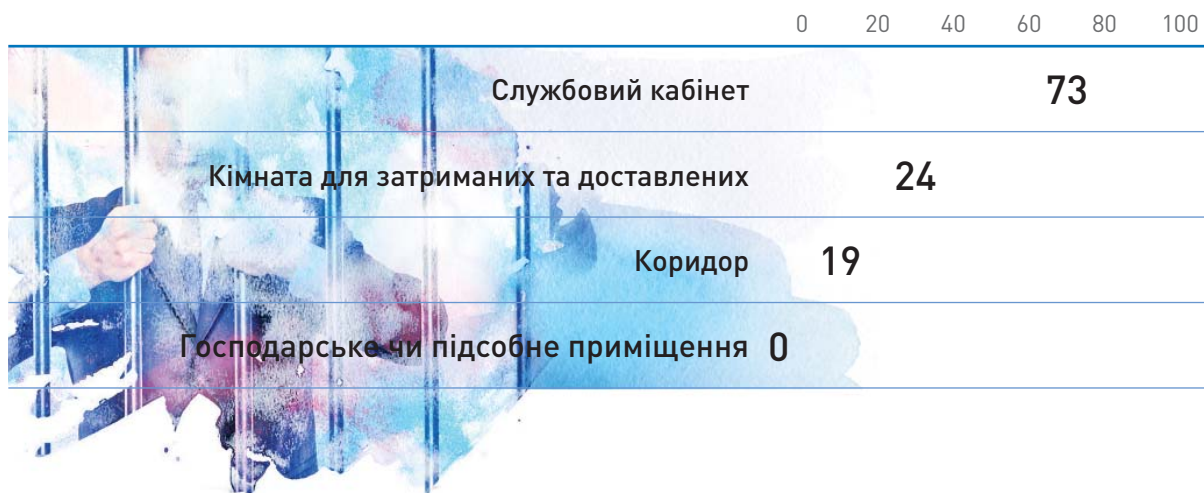 0 20 40 60 80 100
Службовий кабінет 73
Кімната для затриманих та доставлених 24
Коридор 19
Господарське чи підсобне приміщення 0